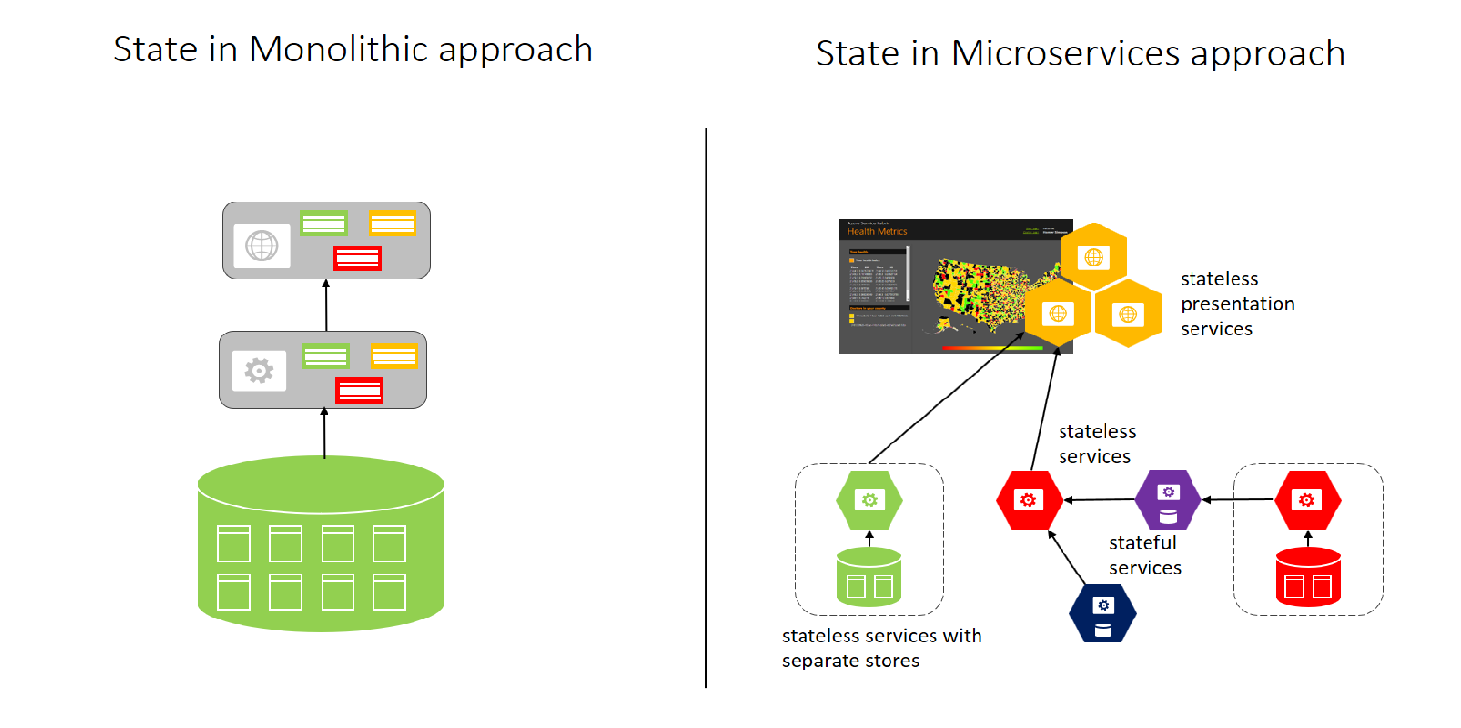 State in Monolithic approach
State in Microservices approach
Health Metrics
stateless
presentation
services
stateless
services
stateful
services
stateless services with
separate stores